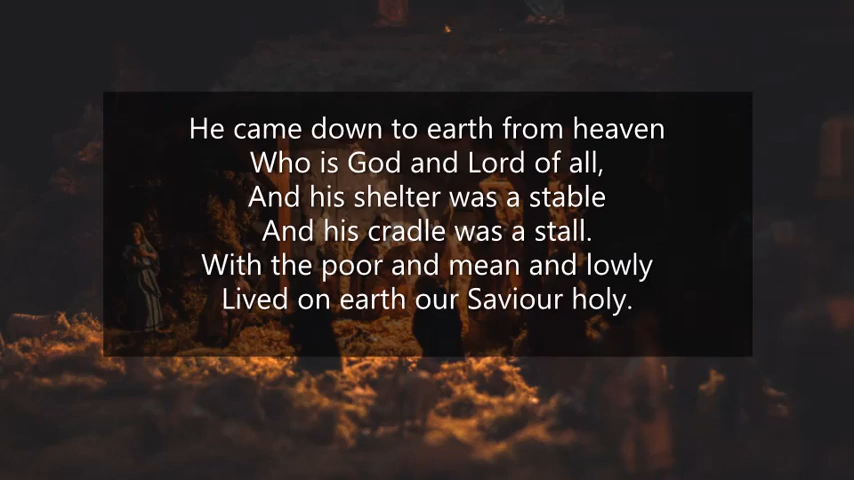 He came down to earth from heaven
Who is God and Lord of all,
And his shelter was a stable
And his cradle was a stall.
With the poor and mean and lowly
Lived on earth our Saviour holy.